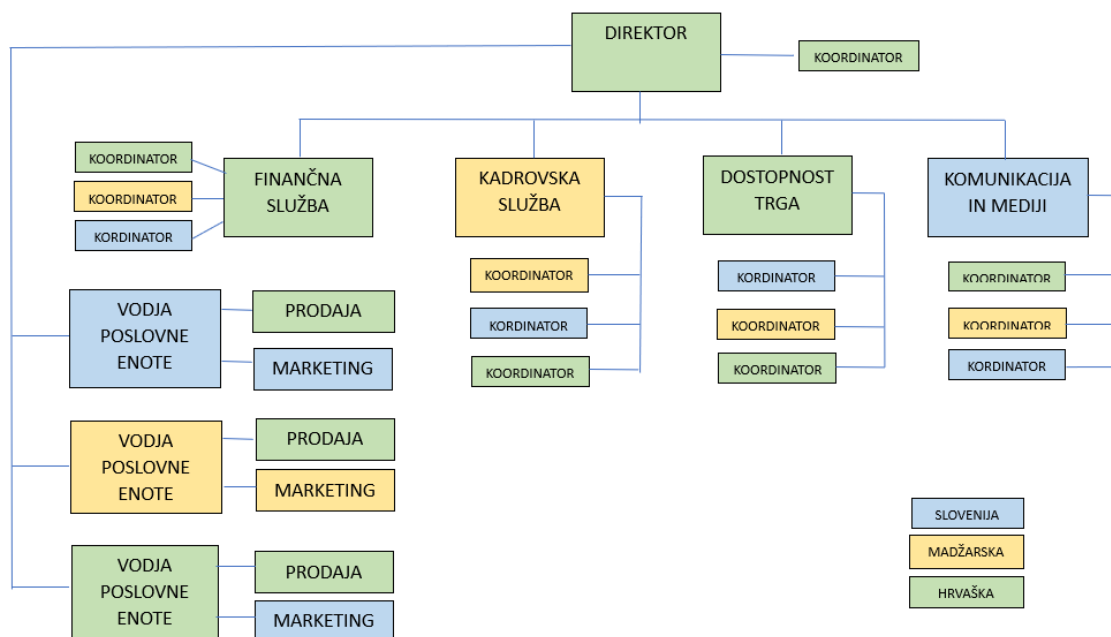 DIREKTOR
KOORDINATOR
KOORDINATOR
KOORDINATOR
KORDINATOR
FINANČNA
SLUŽBA
KADROVSKA
SLUŽBA
DOSTOPNOST
TRGA
KOMUNIKACIJA
IN MEDIJI
KOORDINATOR
KORDINATOR
KOORDINATOR
KORDINATOR
KOORDINATOR
KOORDINATOR
KOORDINATOR
KOORDINATOR
KORDINATOR
VODJA
POSLOVNE
ENOTE
PRODAJA
MARKETING
VODJA
POSLOVNE
ENOTE
PRODAJA
MARKETING
VODJA
POSLOVNE
ENOTE
PRODAJA
MARKETING
SLOVENIJA
MADŽARSKA
HRVAŠKA